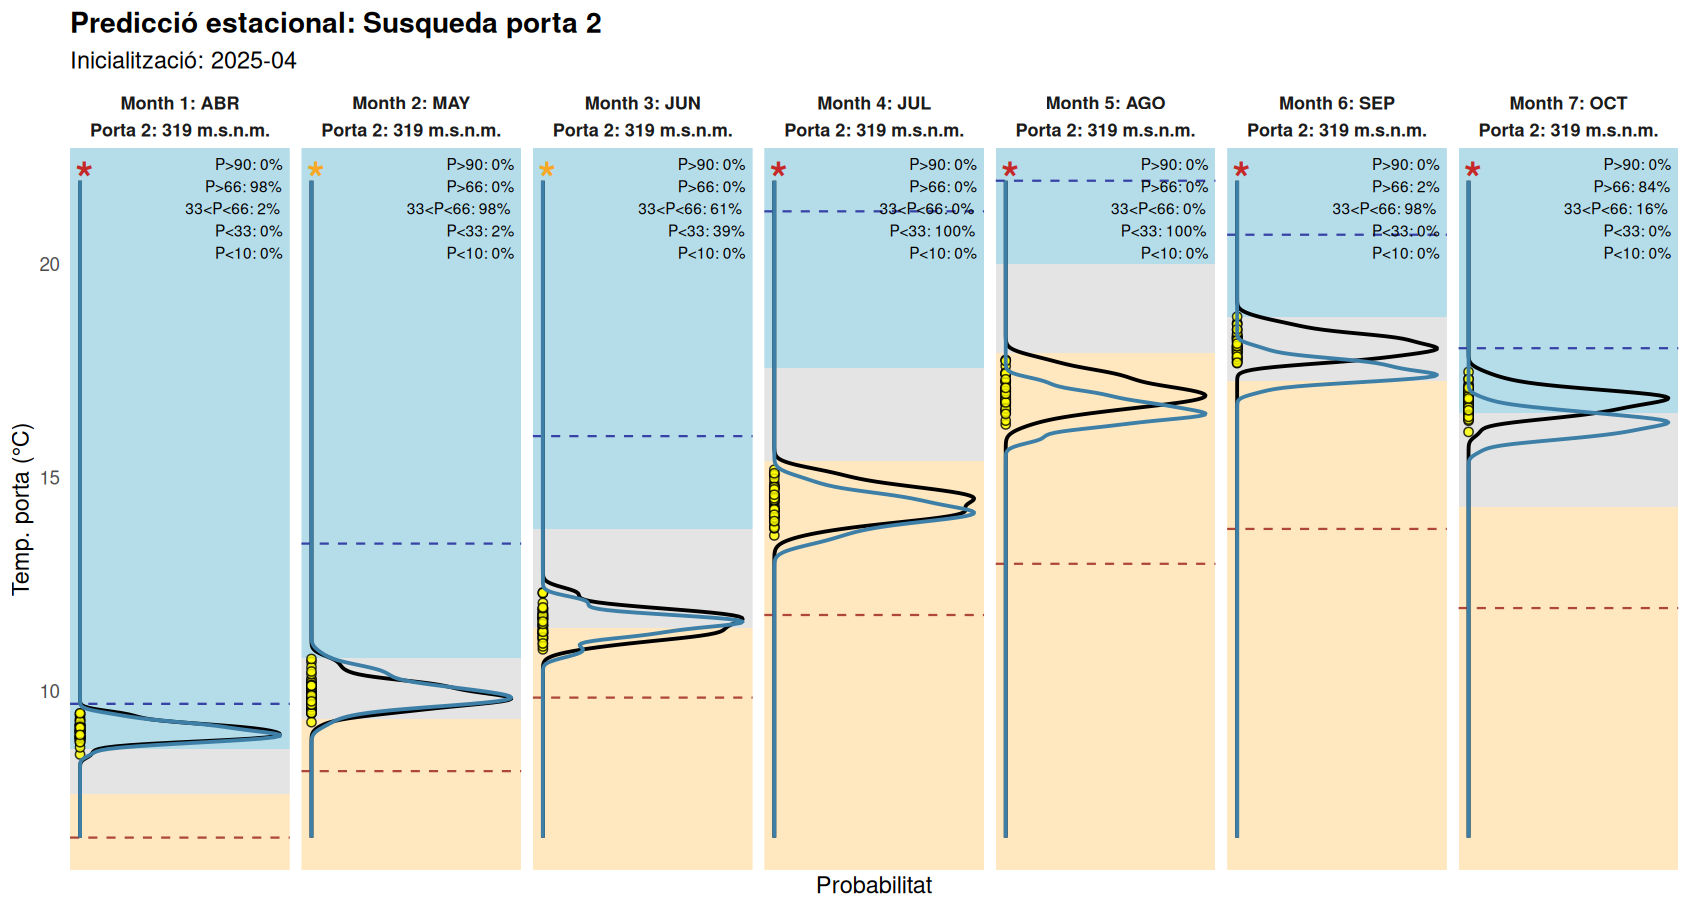 Predicció estacional: Susqueda porta 2
Inicialització: 2025-04
Month 1: ABR
Porta 2: 319 m.s.n.m.
Month 2: MAY
Porta 2: 319 m.s.n.m.
Month 3: JUN
Porta 2: 319 m.s.n.m.
Month 4: JUL
Porta 2: 319 m.s.n.m.
Month 5: AGO
Porta 2: 319 m.s.n.m.
Month 6: SEP
Porta 2: 319 m.s.n.m.
Month 7: OCT
Porta 2: 319 m.s.n.m.
*
P>90: 0%
P>66: 98%
33<P<66: 2%
P<33: 0%
P<10: 0%
*
P>90: 0%
P>66: 0%
33<P<66: 98%
P<33: 2%
P<10: 0%
*
P>90: 0%
P>66: 0%
33<P<66: 61%
P<33: 39%
P<10: 0%
*
P>90: 0%
P>66: 0%
33<P<66: 0%
P<33: 100%
P<10: 0%
*
P>90: 0%
P>66: 0%
33<P<66: 0%
P<33: 100%
P<10: 0%
*
P>90: 0%
P>66: 2%
33<P<66: 98%
P<33: 0%
P<10: 0%
*
P>90: 0%
P>66: 84%
33<P<66: 16%
P<33: 0%
P<10: 0%
20
15
10
Temp. porta (°C)
Probabilitat